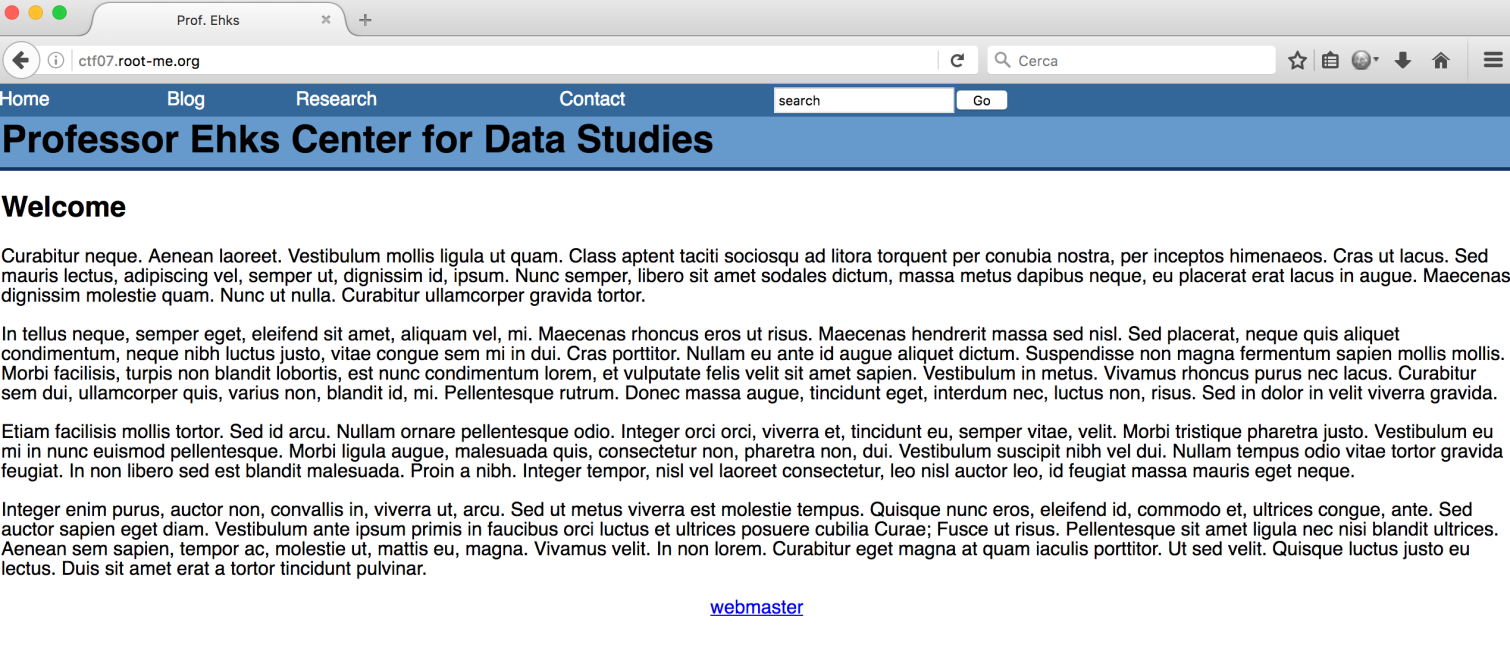 Prof. Ehks
ctf07.root-me.org
Cerca
Home Blog Research Contact search Go
Professor Ehks Center for Data Studies
Welcome
Curabitur neque. Aenean laoreet. Vestibulum mollis ligula ut quam. Class aptent taciti sociosqu ad litora torquent per conubia nostra, per inceptos himenaeos. Cras ut lacus. Sed
mauris lectus, adipiscing vel, semper ut, dignissim id, ipsum. Nunc semper, libero sit amet sodales dictum, massa metus dapibus neque, eu placerat erat lacus in augue. Maecenas
dignissim molestie quam. Nunc ut nulla. Curabitur ullamcorper gravida tortor.
In tellus neque, semper eget, eleifend sit amet, aliquam vel, mi. Maecenas rhoncus eros ut risus. Maecenas hendrerit massa sed nisl. Sed placerat, neque quis aliquet
condimentum, neque nibh luctus justo, vitae congue sem mi in dui. Cras porttitor. Nullam eu ante id augue aliquet dictum. Suspendisse non magna fermentum sapien mollis mollis.
Morbi facilisis, turpis non blandit lobortis, est nunc condimentum lorem, et vulputate felis velit sit amet sapien. Vestibulum in metus. Vivamus rhoncus purus nec lacus. Curabitur
sem dui, ullamcorper quis, varius non, blandit id, mi. Pellentesque rutrum. Donec massa augue, tincidunt eget, interdum nec, luctus non, risus. Sed in dolor in velit viverra gravida.
Etiam facilisis mollis tortor. Sed id arcu. Nullam ornare pellentesque odio. Integer orci orci, viverra et, tincidunt eu, semper vitae, velit. Morbi tristique pharetra justo. Vestibulum eu
mi in nunc euismod pellentesque. Morbi ligula augue, malesuada quis, consectetur non, pharetra non, dui. Vestibulum suscipit nibh vel dui. Nullam tempus odio vitae tortor gravida
feugiat. In non libero sed est blandit malesuada. Proin a nibh. Integer tempor, nisl vel laoreet consectetur, leo nisl auctor leo, id feugiat massa mauris eget neque.
Integer enim purus, auctor non, convallis in, viverra ut, arcu. Sed ut metus viverra est molestie tempus. Quisque nunc eros, eleifend id, commodo et, ultrices congue, ante. Sed
auctor sapien eget diam. Vestibulum ante ipsum primis in faucibus orci luctus et ultrices posuere cubilia Curae; Fusce ut risus. Pellentesque sit amet ligula nec nisi blandit ultrices.
Aenean sem sapien, tempor ac, molestie ut, mattis eu, magna. Vivamus velit. In non lorem. Curabitur eget magna at quam iaculis porttitor. Ut sed velit. Quisque luctus justo eu
lectus. Duis sit amet erat a tortor tincidunt pulvinar.
webmaster